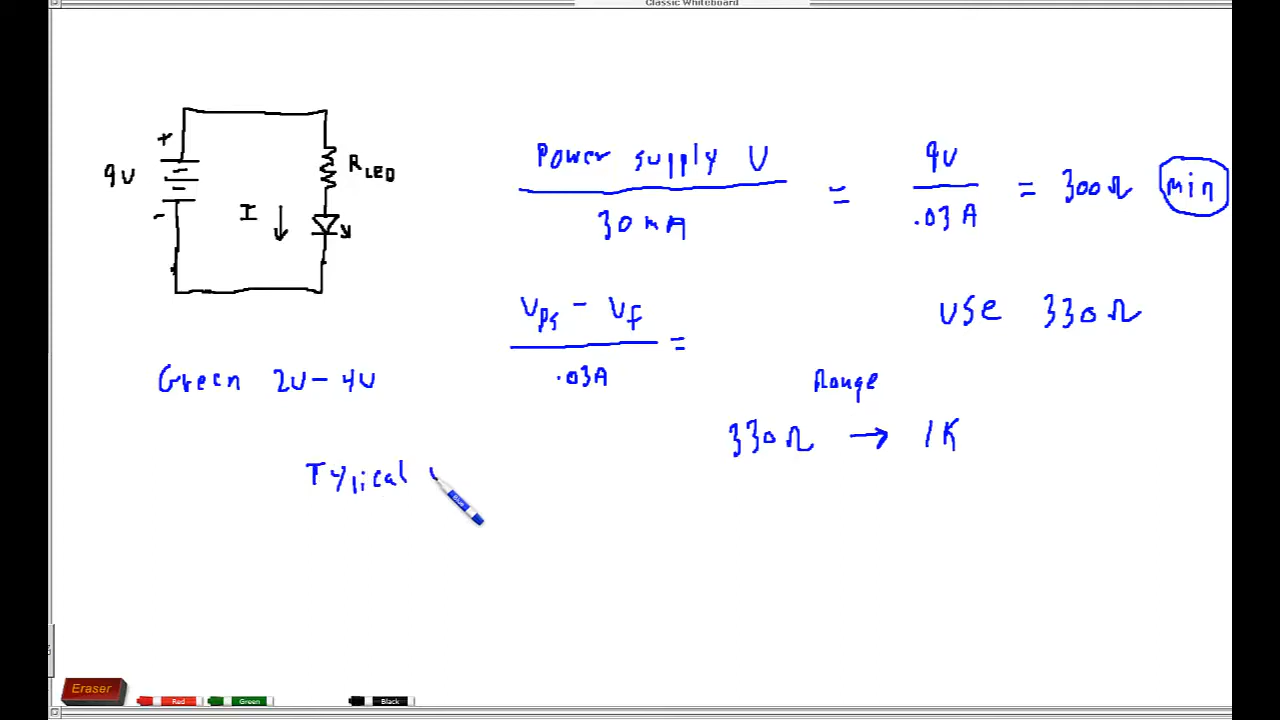 Classic Whiteboard
+
9V
-
I
RLED
Power supply V
30 mA
=
9V
.03 A
= 300Ω min
Vps - Vf
.03A
=
use 330Ω
Green 2V - 4V
Range
330Ω → 1K
Typical
Blue
Eraser
Red
Green
Black